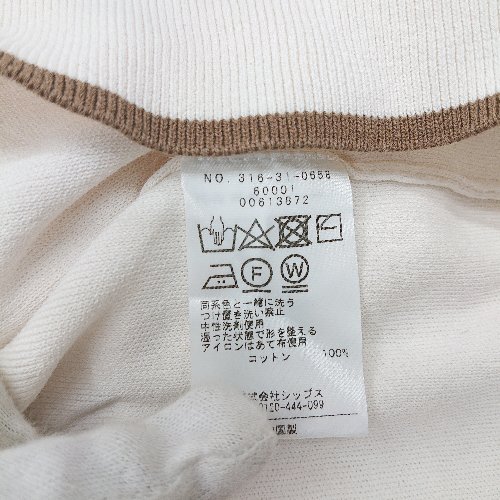 NO. 316-31-0658
60001
00613672
F W
同系色と一緒に洗う
つけ置き洗い禁止
中性洗剤使用
湿った状態で形を整える
アイロンはあて布使用
コットン 100%
式会社シップス
0120-444-099
国製